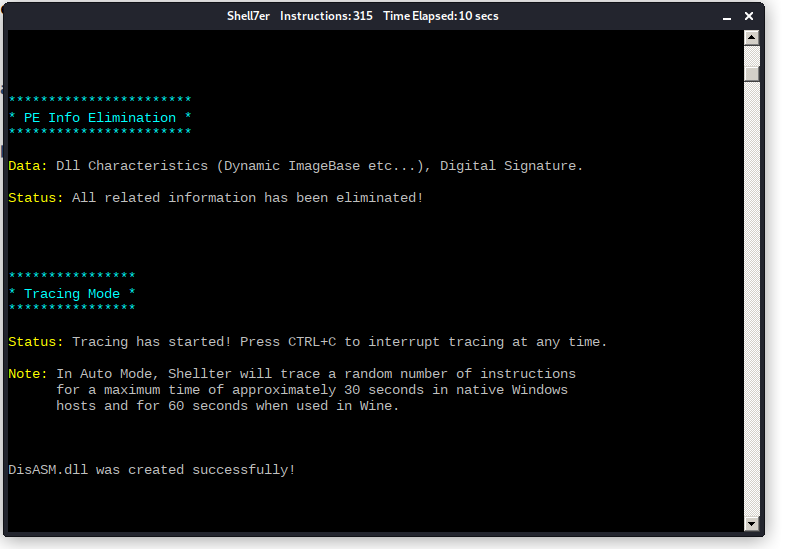 Shell7er Instructions: 315 Time Elapsed: 10 secs
***********************
* PE Info Elimination *
***********************
Data: Dll Characteristics (Dynamic ImageBase etc...), Digital Signature.
Status: All related information has been eliminated!
****************
* Tracing Mode *
****************
Status: Tracing has started! Press CTRL+C to interrupt tracing at any time.
Note: In Auto Mode, Shellter will trace a random number of instructions
for a maximum time of approximately 30 seconds in native Windows
hosts and for 60 seconds when used in Wine.
DisASM.dll was created successfully!